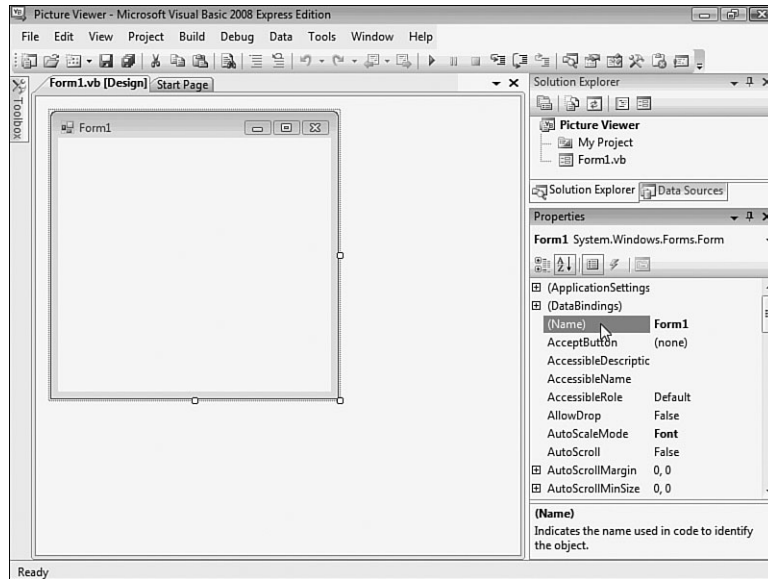 Picture Viewer - Microsoft Visual Basic 2008 Express Edition
File Edit View Project Build Debug Data Tools Window Help
Toolbox
Form1.vb [Design] Start Page
Form1
Solution Explorer
Picture Viewer
My Project
Form1.vb
Solution Explorer Data Sources
Properties
Form1 System.Windows.Forms.Form
(ApplicationSettings
(DataBindings)
(Name) Form1
AcceptButton (none)
AccessibleDescriptic
AccessibleName
AccessibleRole Default
AllowDrop False
AutoScaleMode Font
AutoScroll False
AutoScrollMargin 0, 0
AutoScrollMinSize 0, 0
(Name)
Indicates the name used in code to identify
the object.
Ready